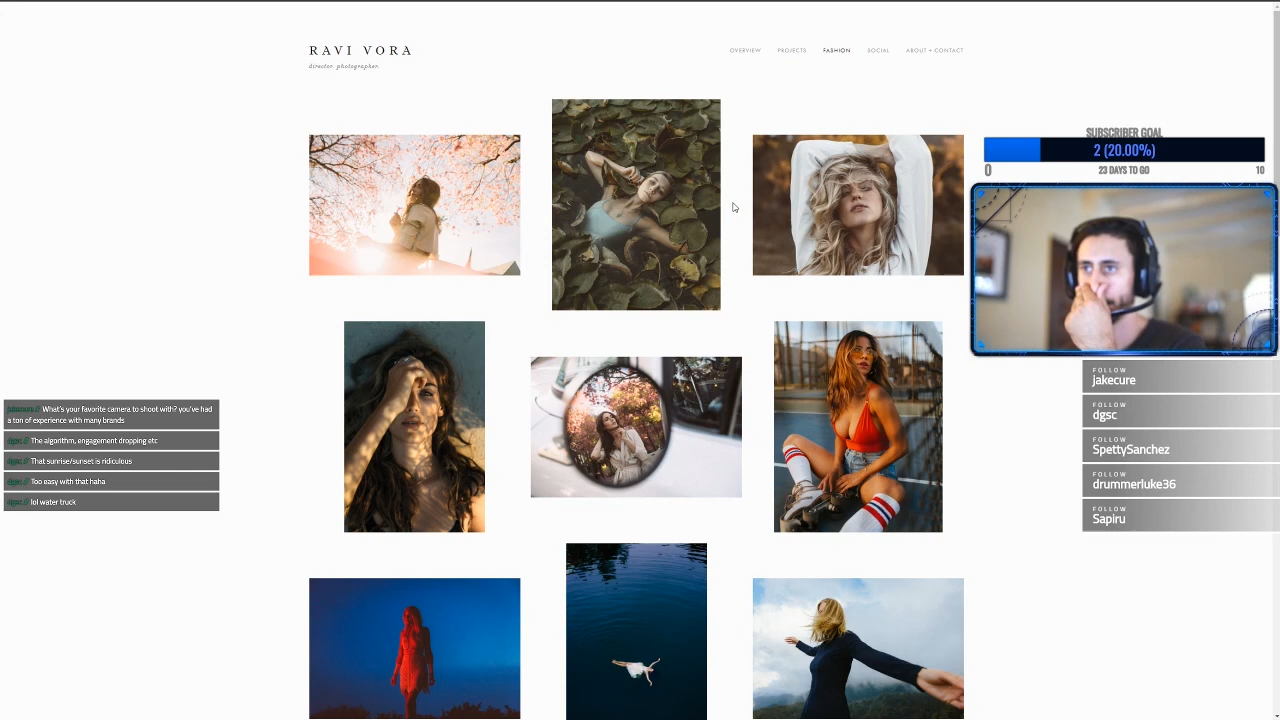 RAVI VORA
director. photographer.
OVERVIEW PROJECTS FASHION SOCIAL ABOUT + CONTACT
SUBSCRIBER GOAL
2 (20.00%)
0 23 DAYS TO GO 10
FOLLOW
jakecure
FOLLOW
dgsc
FOLLOW
SpettySanchez
FOLLOW
drummerluke36
FOLLOW
Sapiru
What's your favorite camera to shoot with? you've had
a ton of experience with many brands
The algorithm, engagement dropping etc
That sunrise/sunset is ridiculous
Too easy with that haha
lol water truck